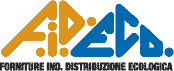 F.I.D.ECO.
FORNITURE IND. DISTRIBUZIONE ECOLOGICA